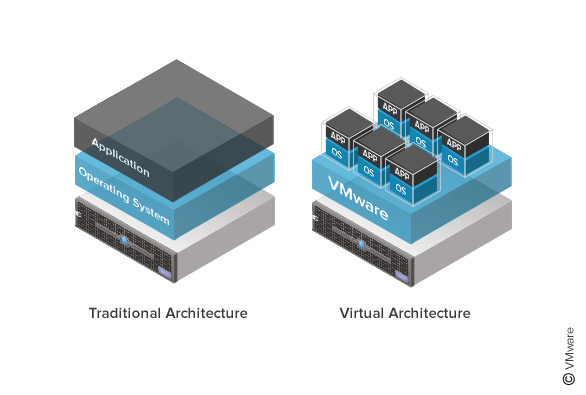 Application
Operating System
Traditional Architecture
APP
OS
APP
APP
OS
APP
OS
APP
OS
APP
OS
VMware
Virtual Architecture
© VMware